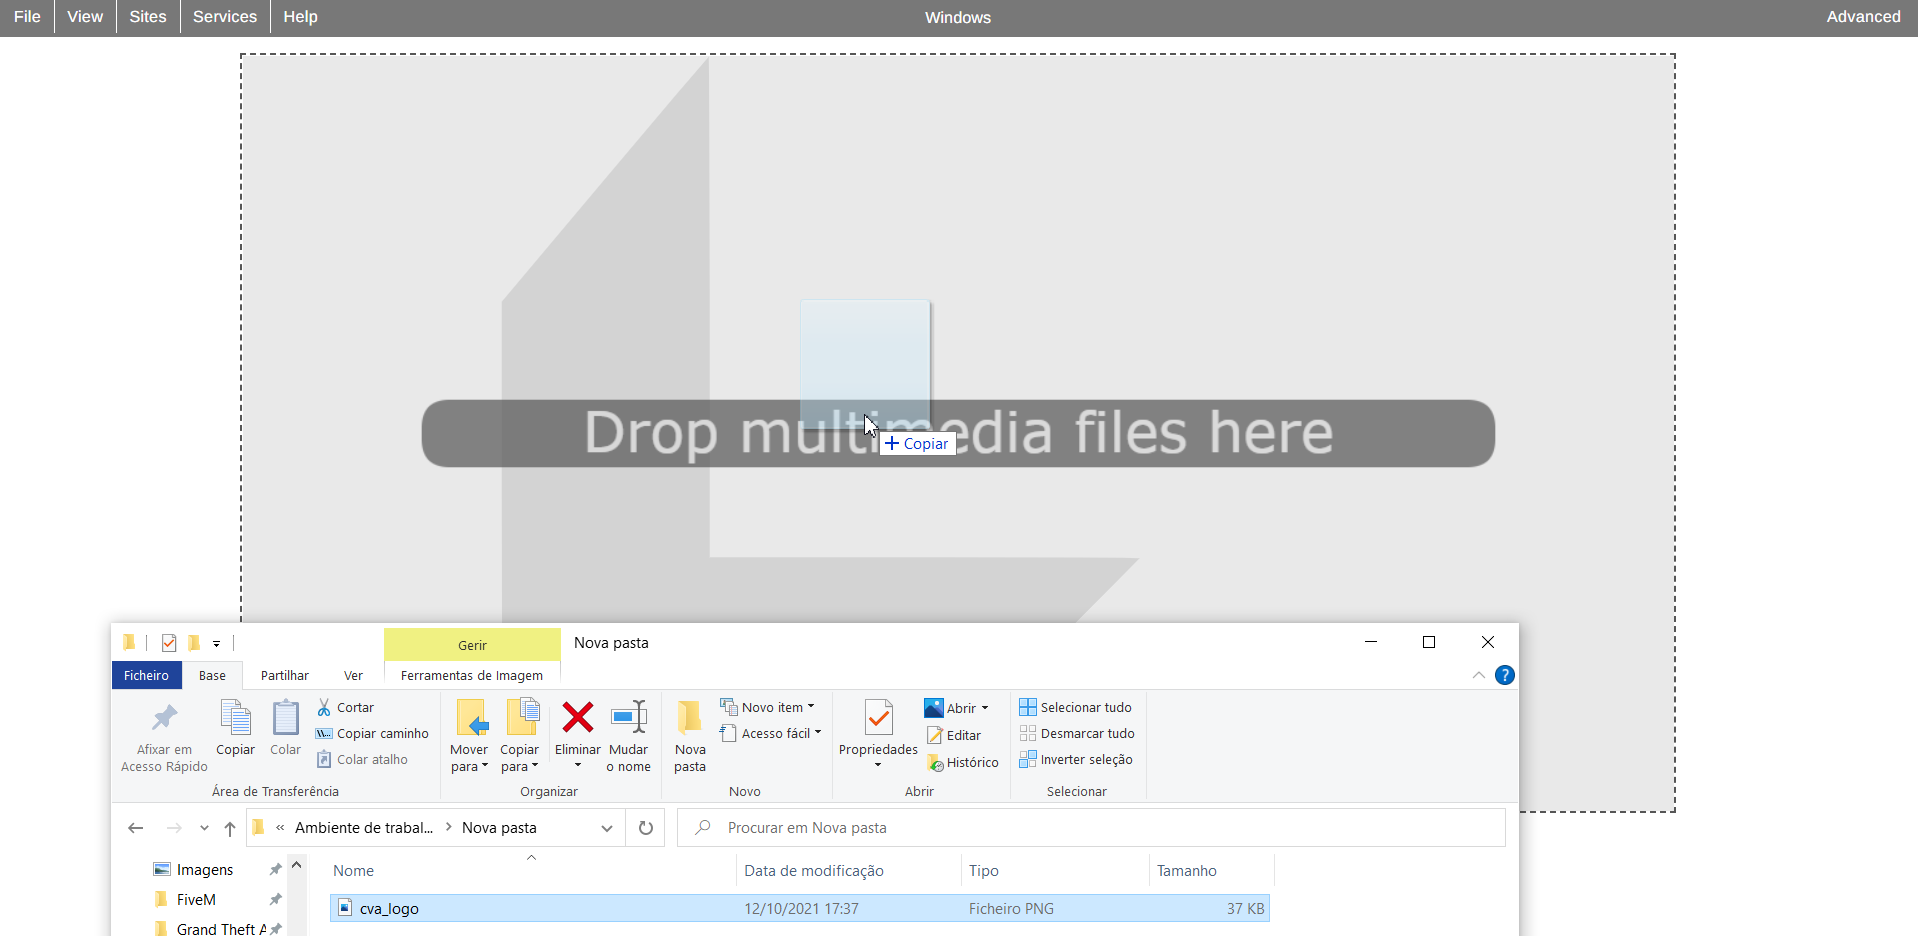 File View Sites Services Help Windows Advanced
Drop multimedia files here
Copiar
Gerir Nova pasta
Ficheiro Base Partilhar Ver Ferramentas de Imagem
Afixar em
Acesso Rápido
Copiar
Colar
Cortar
Copiar caminho
Colar atalho
Área de Transferência
Mover
para
Copiar
para
Eliminar
Mudar
o nome
Organizar
Nova
pasta
Novo item
Acesso fácil
Novo
Propriedades
Abrir
Editar
Histórico
Abrir
Selecionar tudo
Desmarcar tudo
Inverter seleção
Selecionar
« Ambiente de trabal... > Nova pasta
Procurar em Nova pasta
Imagens
FiveM
Grand Theft A
Nome Data de modificação Tipo Tamanho
cva_logo 12/10/2021 17:37 Ficheiro PNG 37 KB